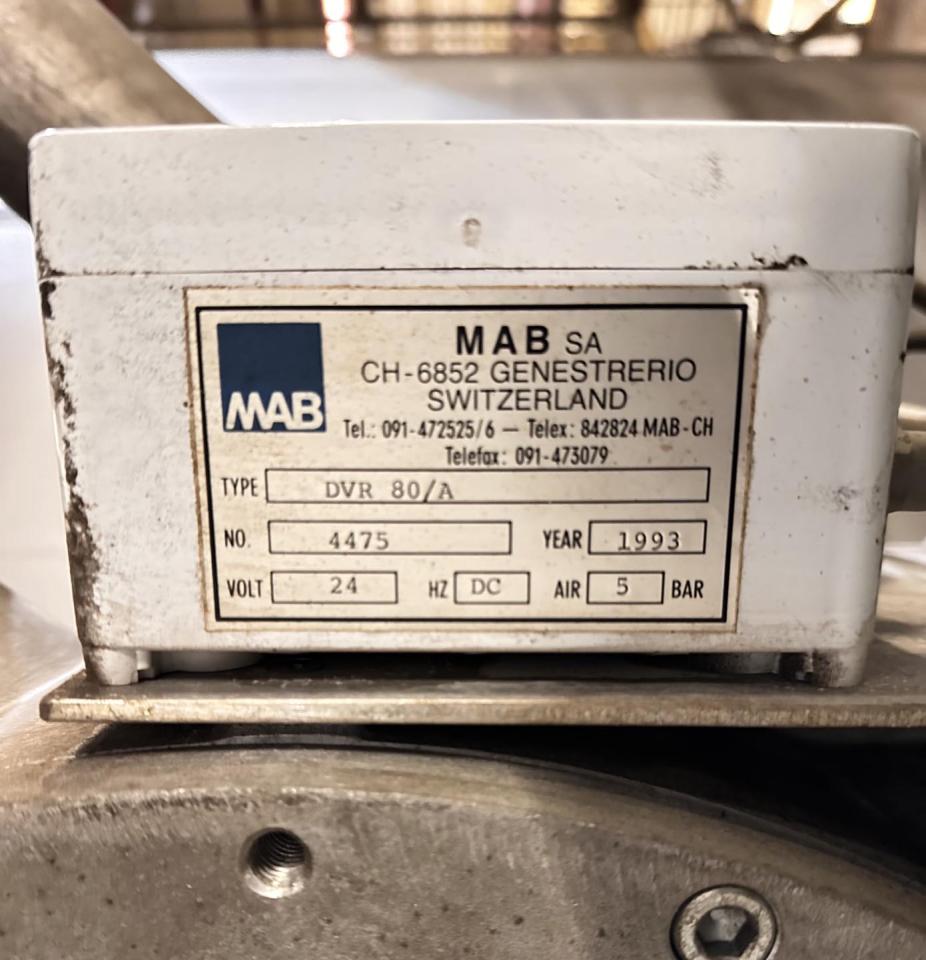 MAB
MAB SA
CH-6852 GENESTRERIO
SWITZERLAND
Tel.: 091-472525/6 — Telex: 842824 MAB-CH
Telefax: 091-473079
TYPE DVR 80/A
NO. 4475 YEAR 1993
VOLT 24 HZ DC AIR 5 BAR